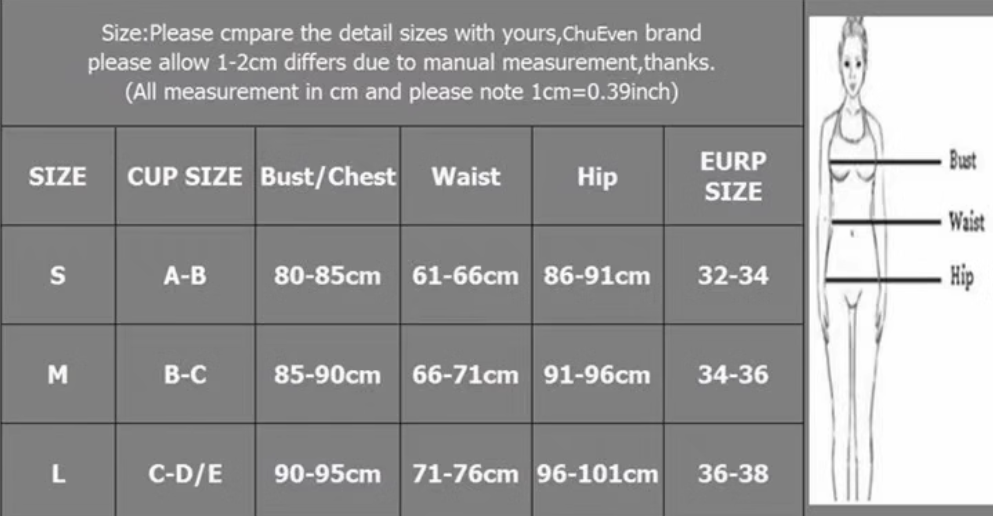 Size:Please cmpare the detail sizes with yours,ChuEven brand
please allow 1-2cm differs due to manual measurement,thanks.
(All measurement in cm and please note 1cm=0.39inch)
SIZE CUP SIZE Bust/Chest Waist Hip EURP SIZE
S A-B 80-85cm 61-66cm 86-91cm 32-34
M B-C 85-90cm 66-71cm 91-96cm 34-36
L C-D/E 90-95cm 71-76cm 96-101cm 36-38
Bust
Waist
Hip